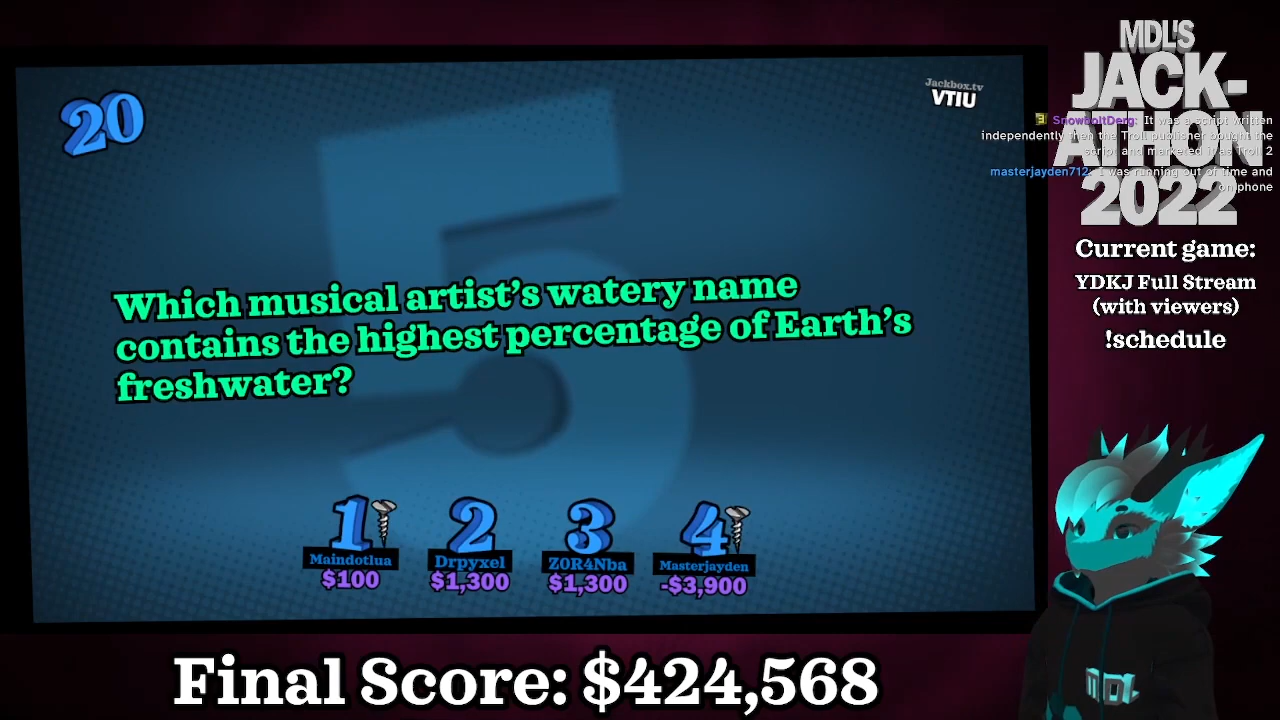 20
Jackbox.tv
VTIU
Which musical artist's watery name
contains the highest percentage of Earth's
freshwater?
5
1
Maindotlua
$100
2
Drpyxel
$1,300
3
Z0R4Nba
$1,300
4
Masterjayden
-$3,900
Final Score: $424,568
MDL'S
JACK-
ATHON
2022
SnowboltDerg: It was a script written
independently then the Troll publisher bought the
script and marketed it as Troll 2
masterjayden712: I was running out of time and
on phone
Current game:
YDKJ Full Stream
(with viewers)
!schedule
MDL